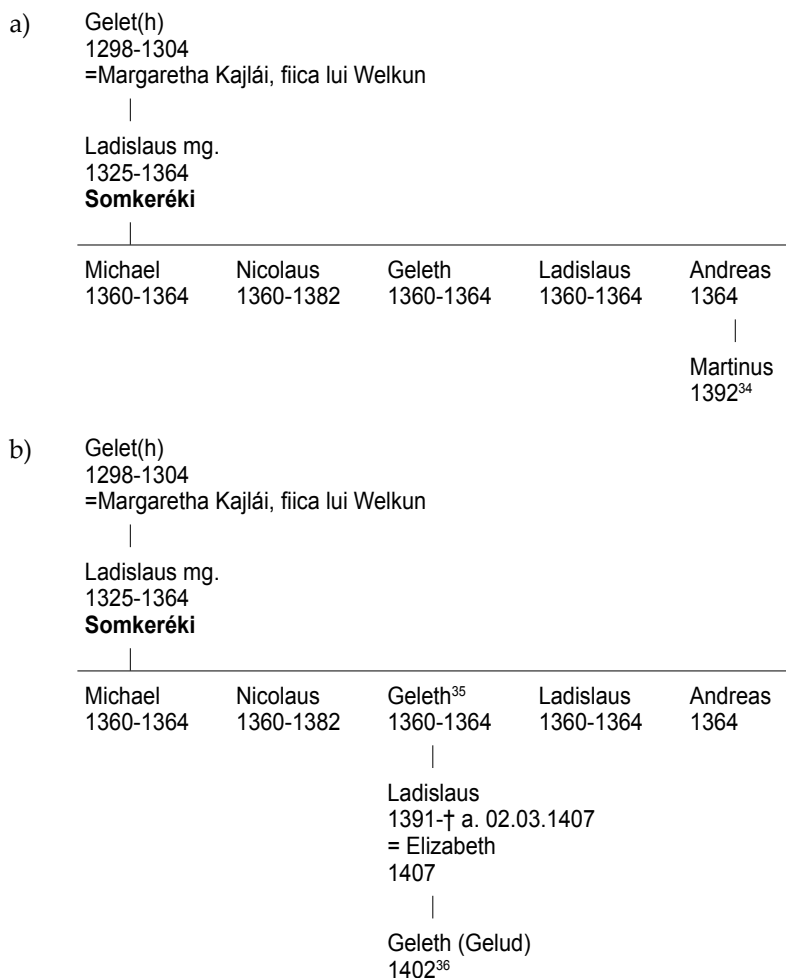 a)
Gelet(h)
1298-1304
=Margaretha Kajlái, fiica lui Welkun
Ladislaus mg.
1325-1364
Somkeréki
Michael Nicolaus Geleth Ladislaus Andreas
1360-1364 1360-1382 1360-1364 1360-1364 1364
Martinus
1392³⁴
b)
Gelet(h)
1298-1304
=Margaretha Kajlái, fiica lui Welkun
Ladislaus mg.
1325-1364
Somkeréki
Michael Nicolaus Geleth³⁵ Ladislaus Andreas
1360-1364 1360-1382 1360-1364 1360-1364 1364
Ladislaus
1391-† a. 02.03.1407
= Elizabeth
1407
Geleth (Gelud)
1402³⁶